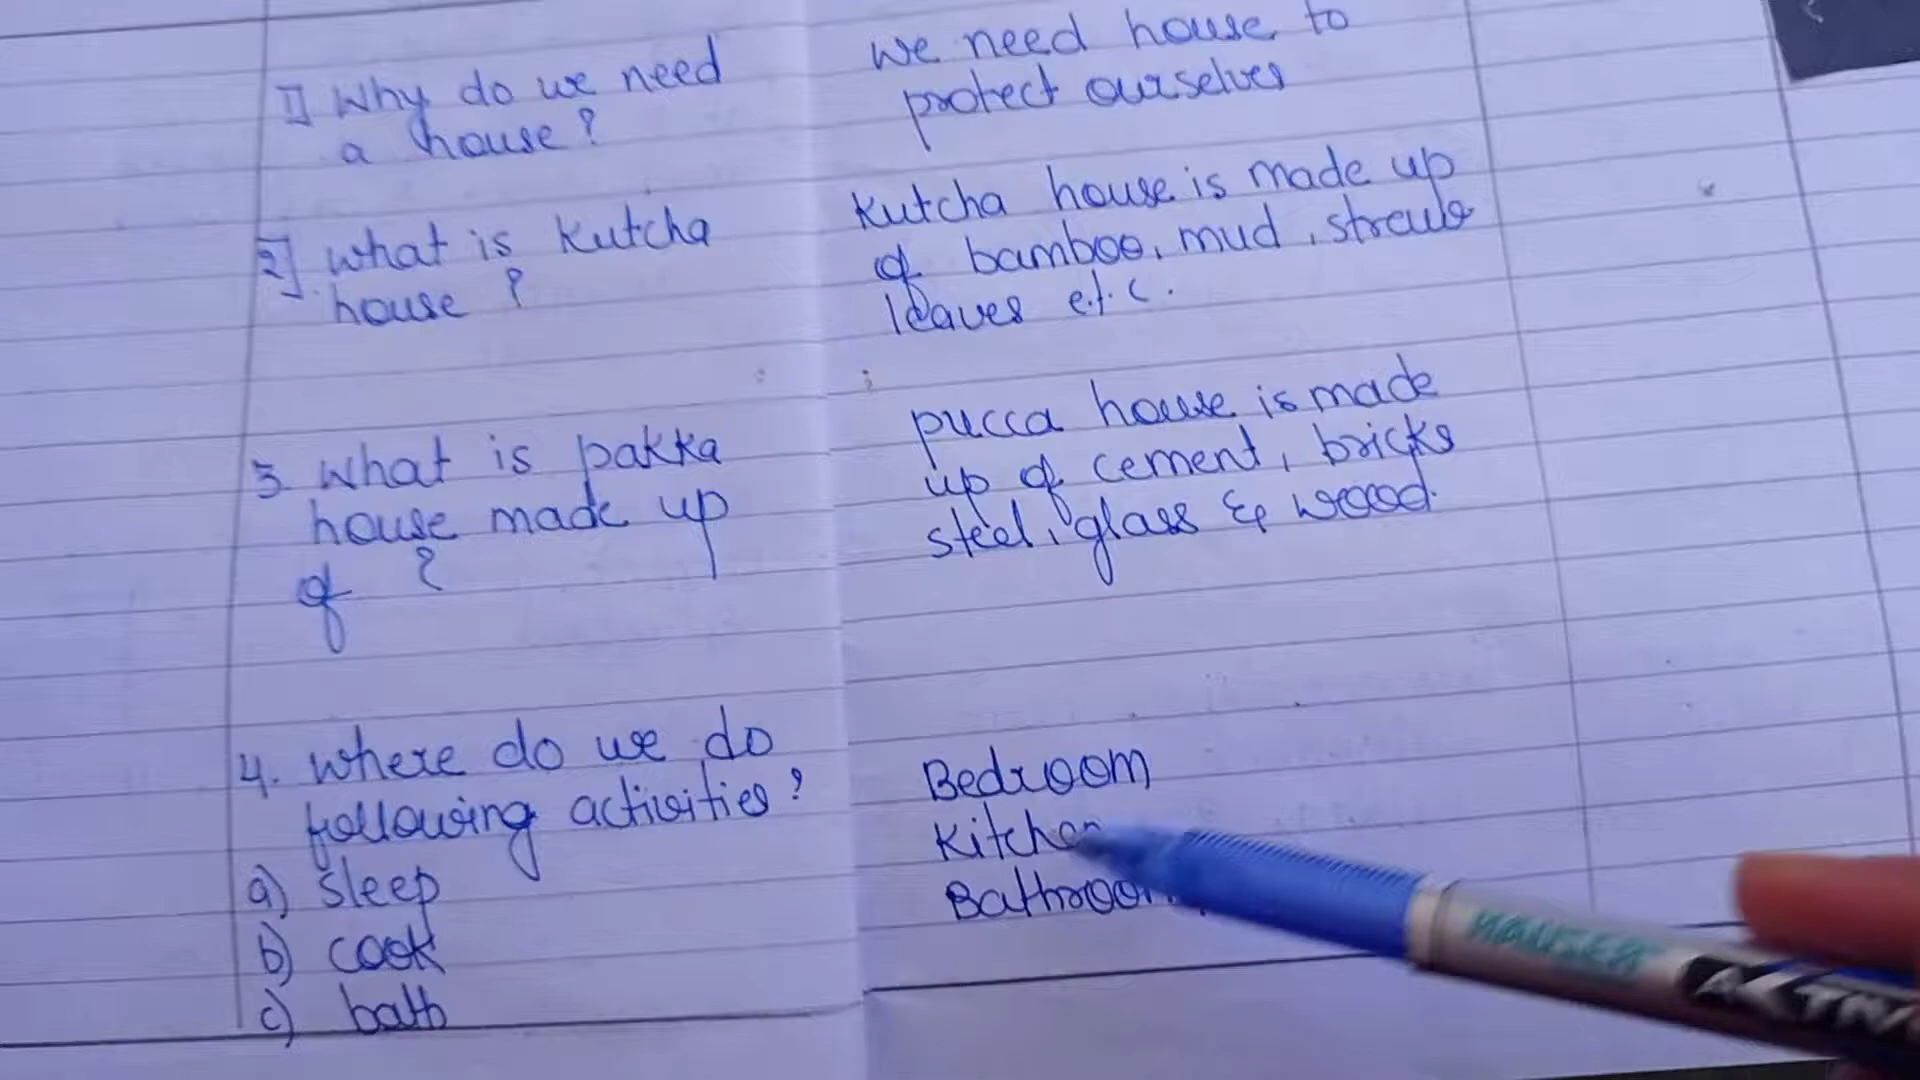 1] Why do we need
a house?
we need house to
protect ourselves
2] what is kutcha
house?
kutcha house is made up
of bamboo, mud, straws
leaves e.t.c.
3. what is pakka
house made up
of?
pucca house is made
up of cement, bricks
steel, glass & wood.
4. where do we do
following activities?
a) sleep
b) cook
c) bath
Bedroom
Kitchen
Bathroom
HAUSER